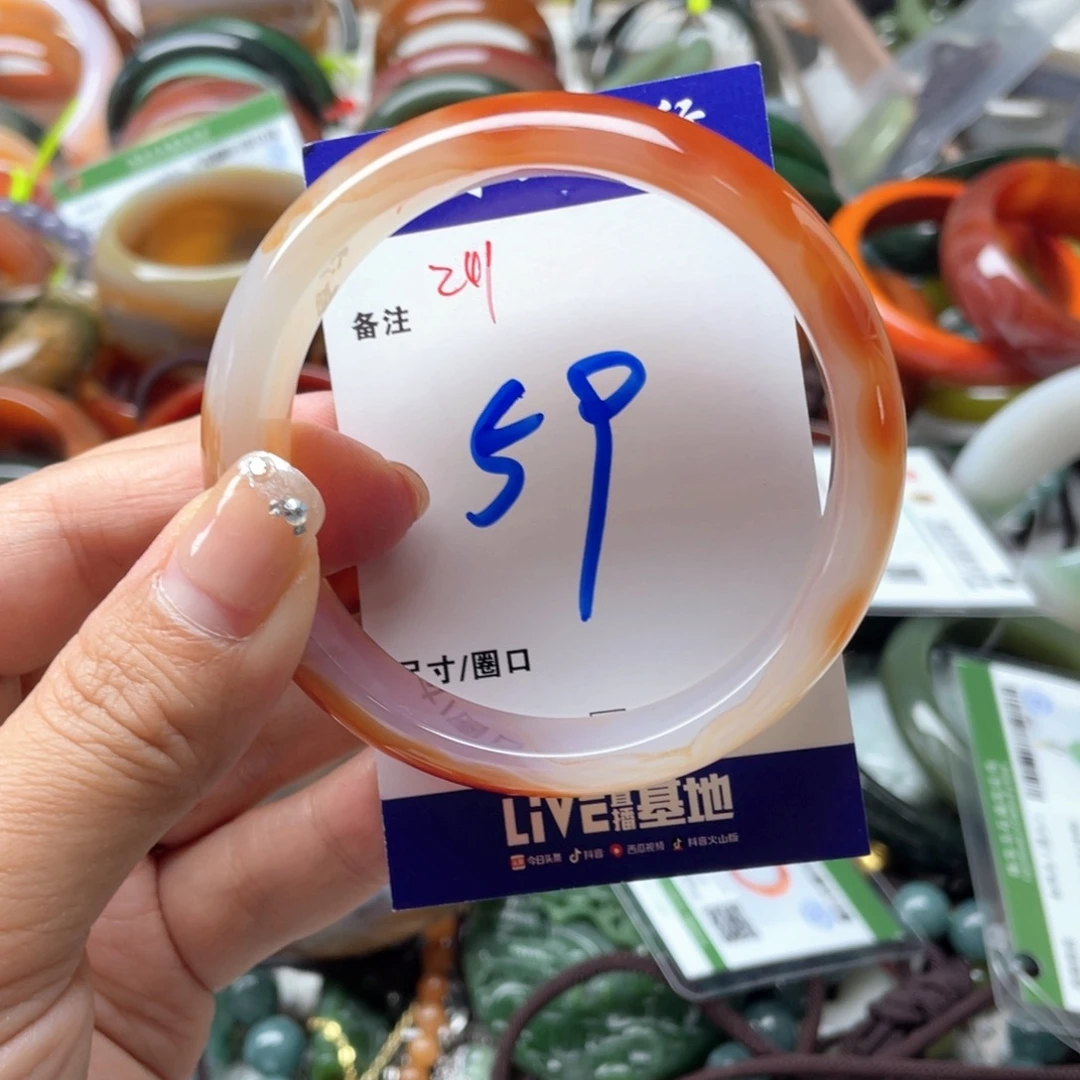 241
备注
59
尺寸/圈口
LIVE直播基地
今日头条 抖音 西瓜视频 抖音火山版